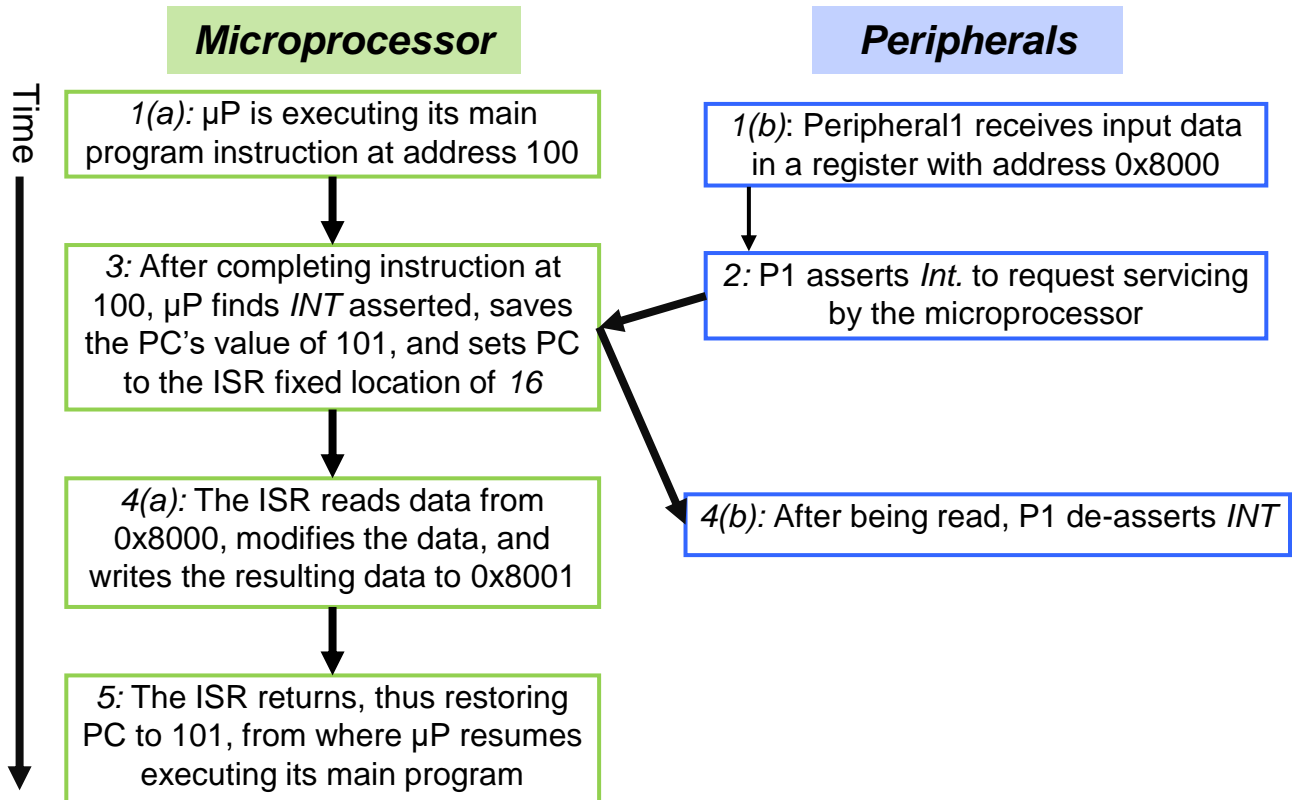 Microprocessor
Peripherals
Time
1(a): µP is executing its main
program instruction at address 100
1(b): Peripheral1 receives input data
in a register with address 0x8000
3: After completing instruction at
100, µP finds INT asserted, saves
the PC’s value of 101, and sets PC
to the ISR fixed location of 16
2: P1 asserts Int. to request servicing
by the microprocessor
4(a): The ISR reads data from
0x8000, modifies the data, and
writes the resulting data to 0x8001
4(b): After being read, P1 de-asserts INT
5: The ISR returns, thus restoring
PC to 101, from where µP resumes
executing its main program